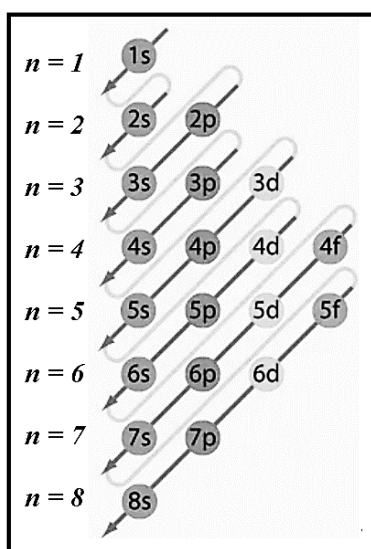 n = 1 1s
n = 2 2s 2p
n = 3 3s 3p 3d
n = 4 4s 4p 4d 4f
n = 5 5s 5p 5d 5f
n = 6 6s 6p 6d
n = 7 7s 7p
n = 8 8s